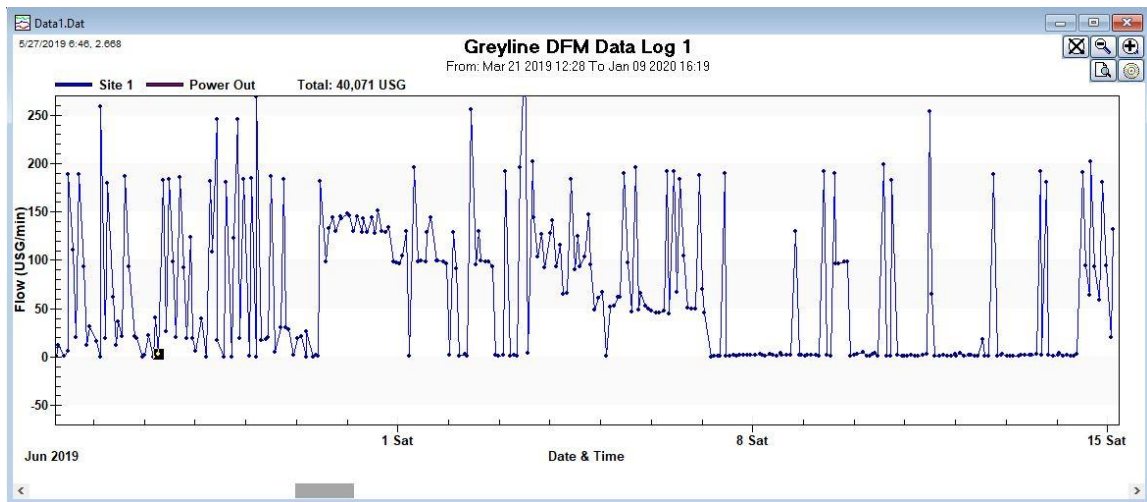 Data1.Dat
5/27/2019 6:46, 2.668
Greyline DFM Data Log 1
From: Mar 21 2019 12:28 To Jan 09 2020 16:19
Site 1 Power Out Total: 40,071 USG
250
200
150
100
50
0
-50
Flow (USG/min)
1 Sat 8 Sat 15 Sat
Jun 2019 Date & Time